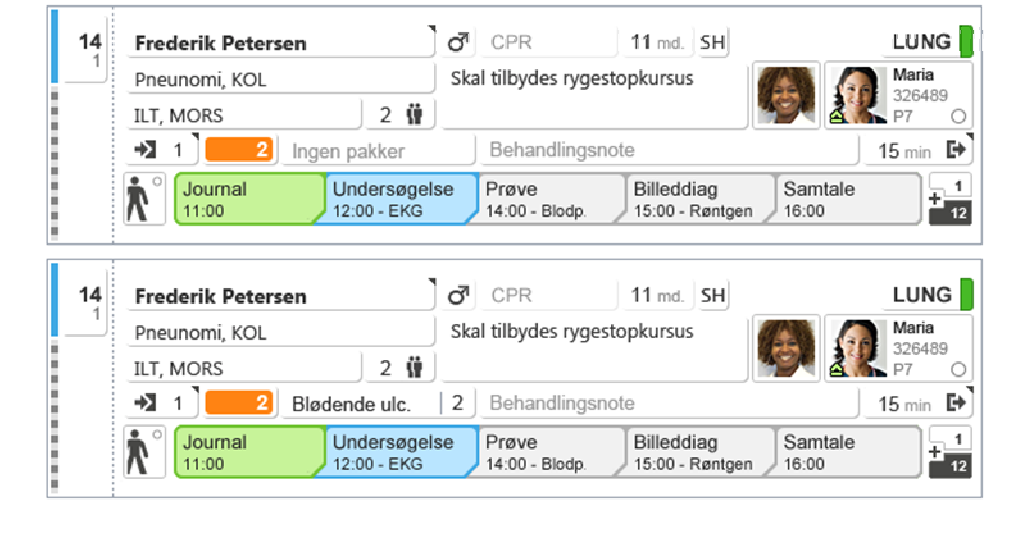 14 Frederik Petersen CPR 11 md. SH LUNG
1
Pneunomi, KOL Skal tilbydes rygestopkursus Maria
326489
ILT, MORS 2 P7
1 2 Ingen pakker Behandlingsnote 15 min
Journal Undersøgelse Prøve Billeddiag Samtale 1
11:00 12:00 - EKG 14:00 - Blodp. 15:00 - Røntgen 16:00 + 12
14 Frederik Petersen CPR 11 md. SH LUNG
1
Pneunomi, KOL Skal tilbydes rygestopkursus Maria
326489
ILT, MORS 2 P7
1 2 Blødende ulc. 2 Behandlingsnote 15 min
Journal Undersøgelse Prøve Billeddiag Samtale 1
11:00 12:00 - EKG 14:00 - Blodp. 15:00 - Røntgen 16:00 + 12